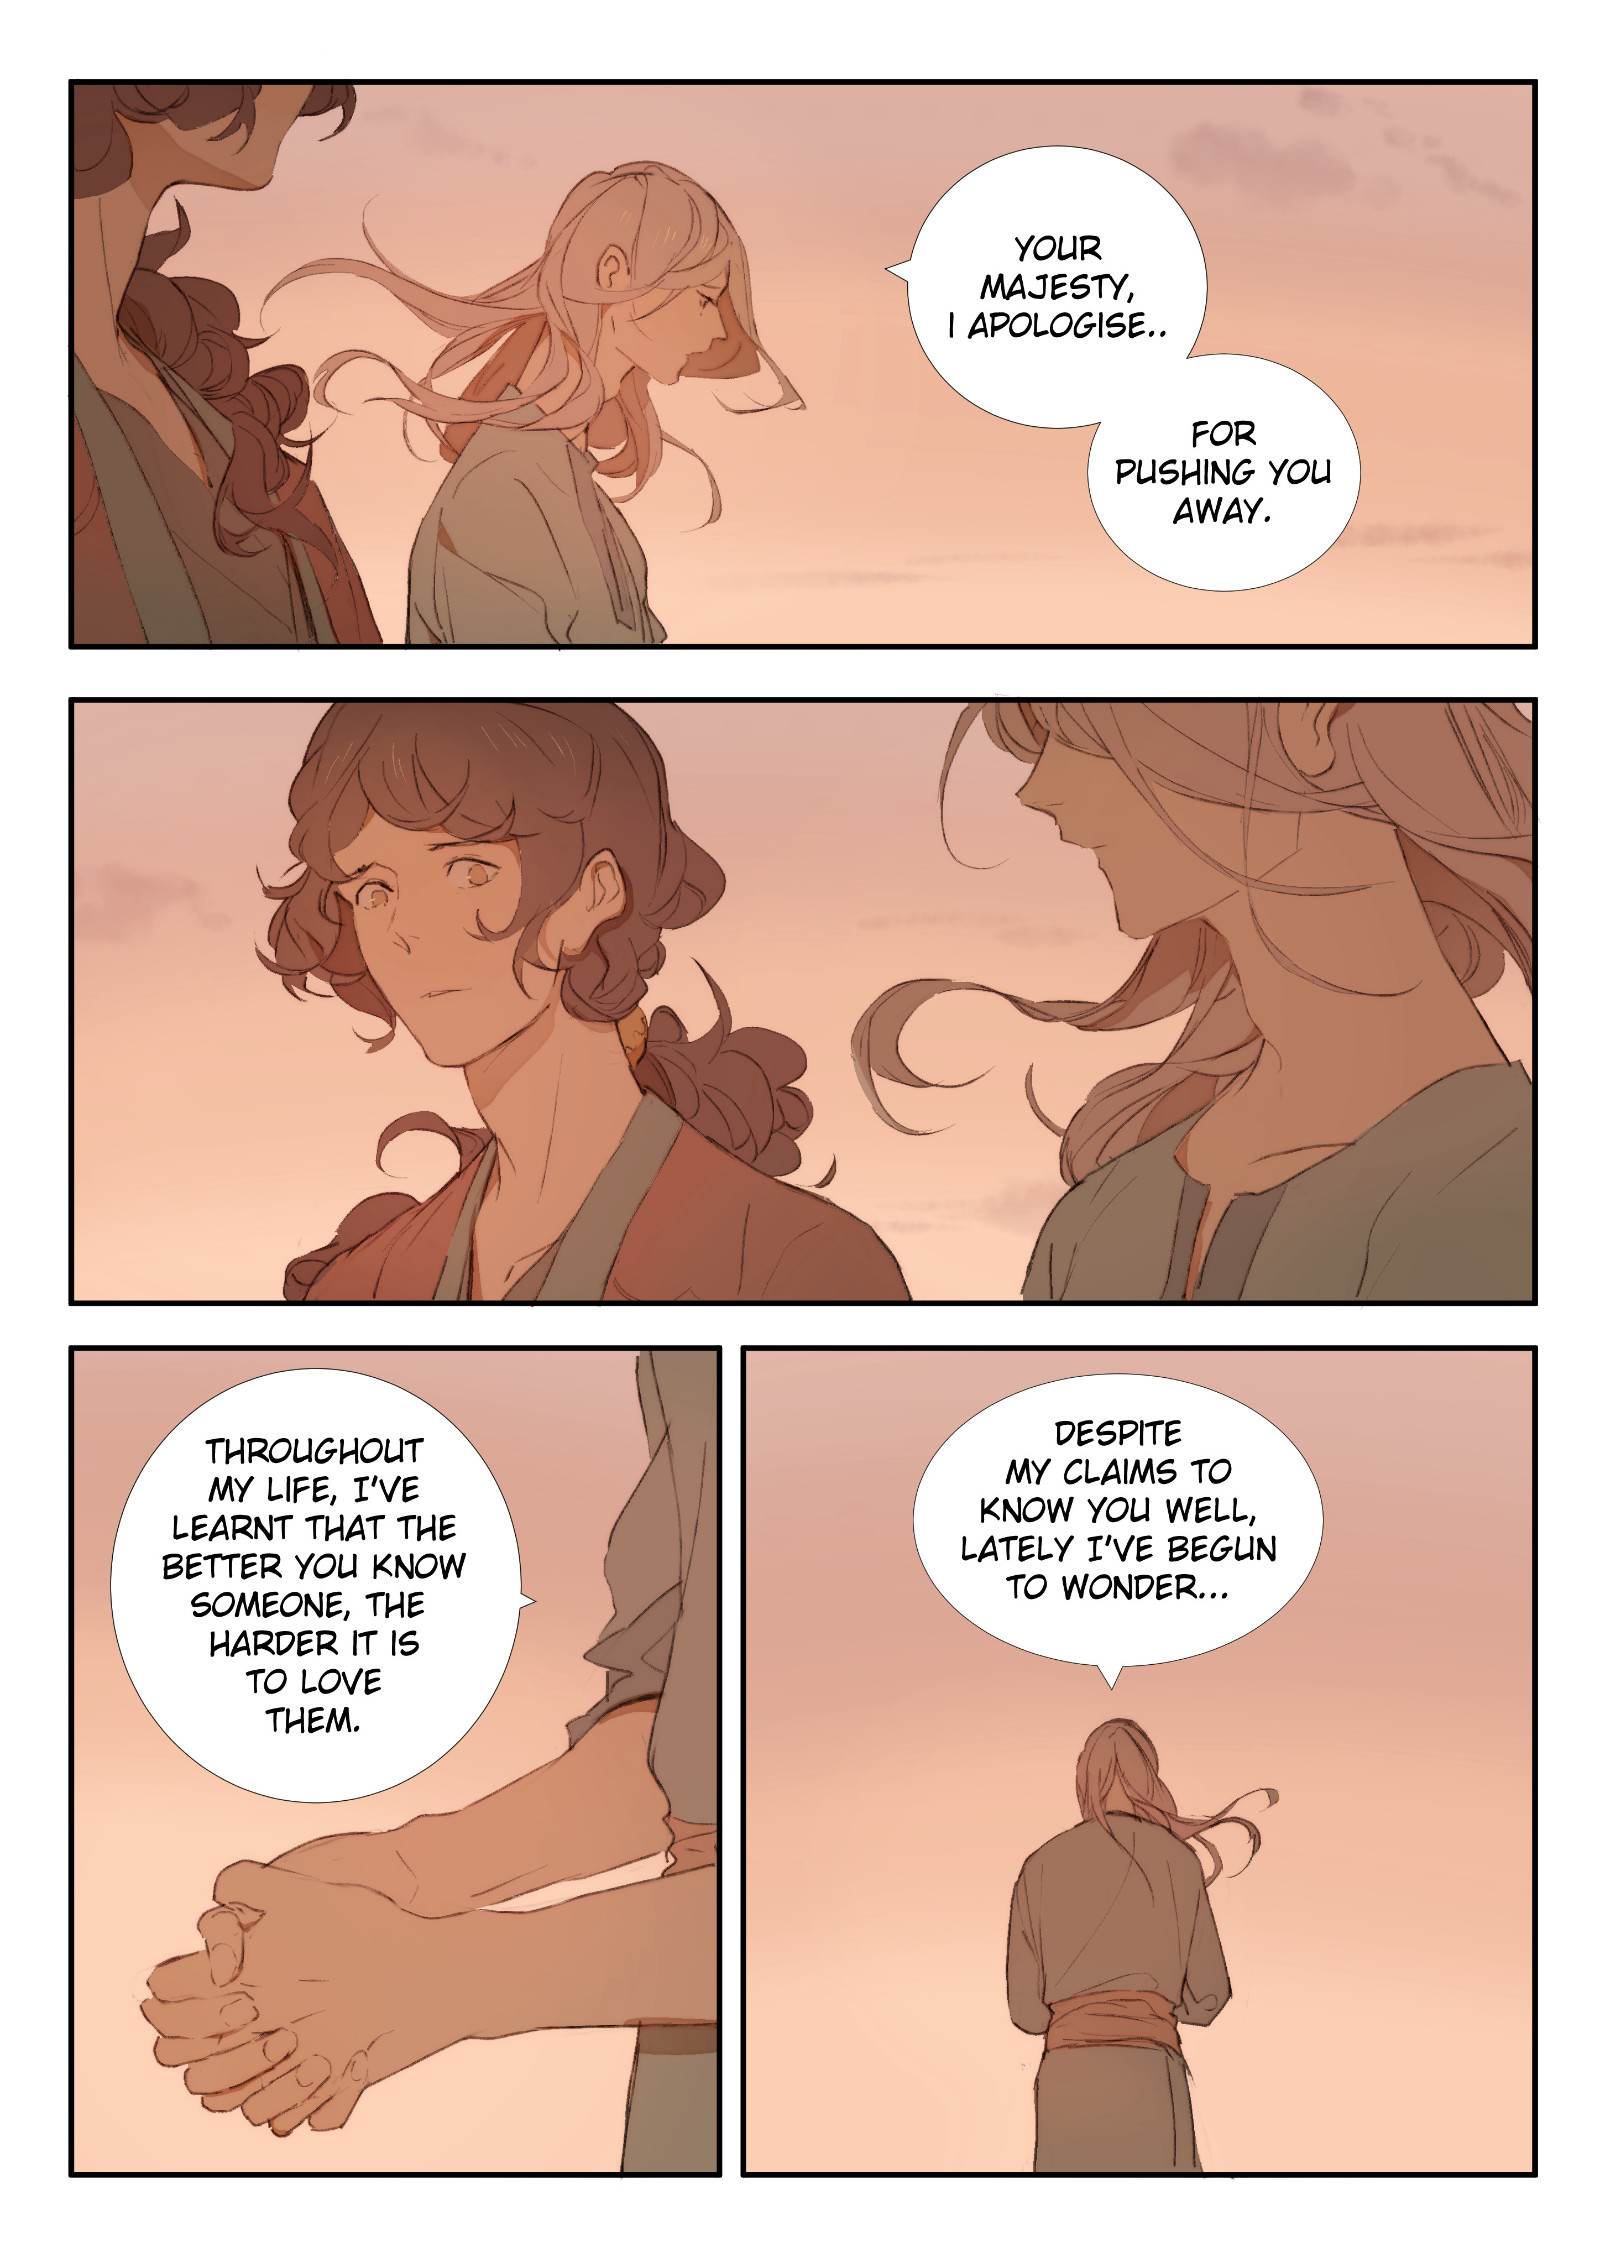 YOUR
MAJESTY,
I APOLOGISE..
FOR
PUSHING YOU
AWAY.
THROUGHOUT
MY LIFE, I'VE
LEARNT THAT THE
BETTER YOU KNOW
SOMEONE, THE
HARDER IT IS
TO LOVE
THEM.
DESPITE
MY CLAIMS TO
KNOW YOU WELL,
LATELY I'VE BEGUN
TO WONDER...